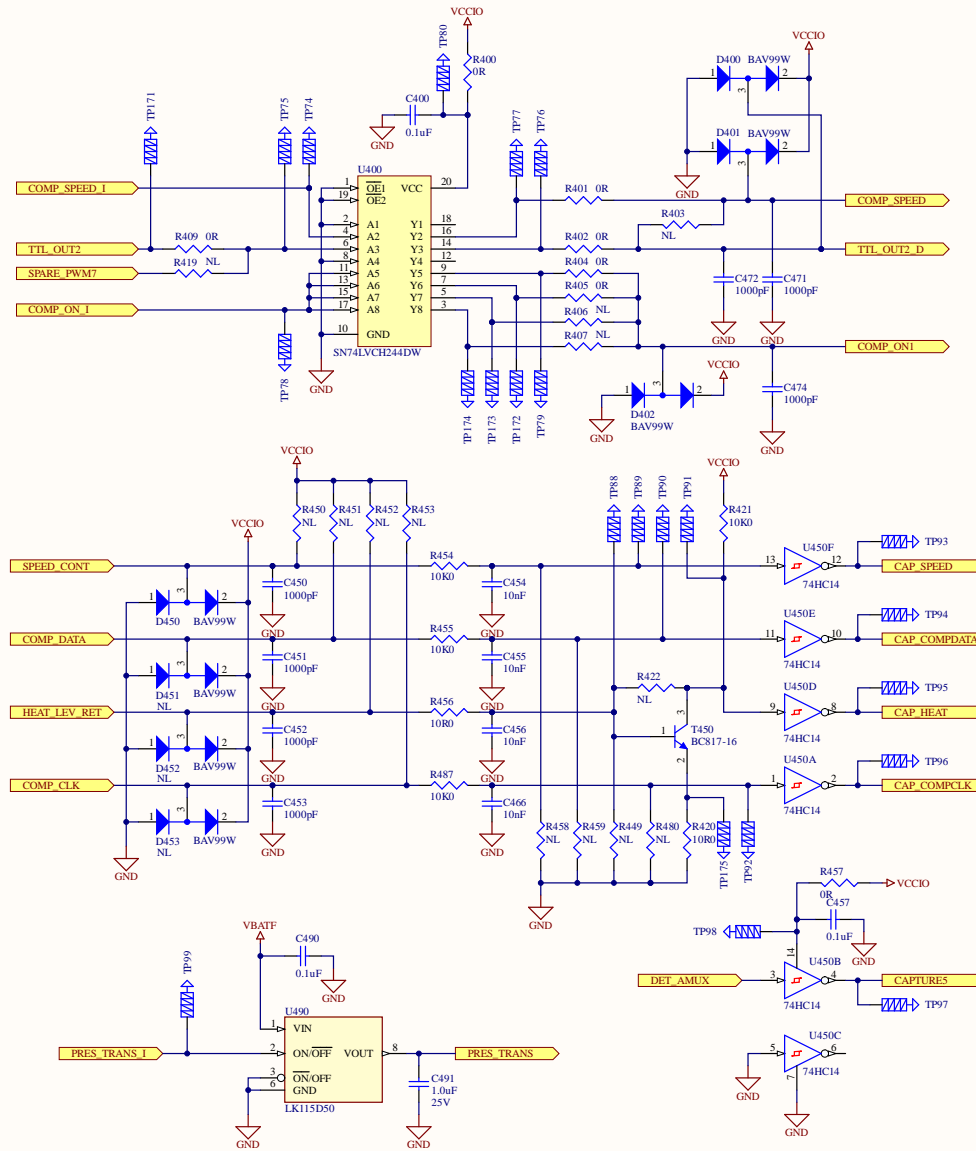 VCCIO
VCCIO
TP80
R400
0R
D400 BAV99W
1 2
3
C400
0.1uF
GND
TP171
TP75
TP74
TP77
TP76
D401 BAV99W
1 2
3
GND
U400
COMP_SPEED_I
1 OE1 VCC 20
19 OE2
R401 0R
COMP_SPEED
2 A1 Y1 18
4 A2 Y2 16
R403
NL
TTL_OUT2
R409 0R
6 A3 Y3 14
R402 0R
TTL_OUT2_D
8 A4 Y4 12
SPARE_PWM7
R419 NL
11 A5 Y5 9
R404 0R
13 A6 Y6 7
R405 0R
C472
1000pF
C471
1000pF
15 A7 Y7 5
COMP_ON_I
17 A8 Y8 3
R406 NL
10 GND
R407 NL
GND
GND
SN74LVCH244DW
COMP_ON1
TP78
GND
TP174
TP173
TP172
TP79
VCCIO
1 3 2
D402
BAV99W
GND
C474
1000pF
GND
VCCIO
VCCIO
R450
NL
R451
NL
R452
NL
R453
NL
TP88
TP89
TP90
TP91
R421
10K0
VCCIO
SPEED_CONT
R454
10K0
13 U450F 12
74HC14
TP93
CAP_SPEED
3
1 2
D450 BAV99W
C450
1000pF
GND
C454
10nF
GND
COMP_DATA
R455
10K0
11 U450E 10
74HC14
TP94
CAP_COMPDATA
3
1 2
D451 BAV99W
NL
C451
1000pF
GND
C455
10nF
GND
R422
NL
HEAT_LEV_RET
R456
10R0
9 U450D 8
74HC14
TP95
CAP_HEAT
3
1 2
D452 BAV99W
NL
C452
1000pF
GND
C456
10nF
GND
3
1
2
T450
BC817-16
COMP_CLK
R487
10K0
1 U450A 2
74HC14
TP96
CAP_COMPCLK
3
1 2
D453 BAV99W
NL
C453
1000pF
GND
C466
10nF
GND
R458
NL
R459
NL
R449
NL
R480
NL
R420
10R0
TP175
TP92
GND
GND
R457
0R
VCCIO
C457
0.1uF
GND
TP98
14
DET_AMUX
3 U450B 4
74HC14
CAPTURE5
TP97
VBATF
C490
0.1uF
GND
TP99
U490
1 VIN
PRES_TRANS_I
2 ON/OFF VOUT 8
PRES_TRANS
3 ON/OFF
6 GND
LK115D50
GND
C491
1.0uF
25V
GND
5 U450C 6
74HC14
7
GND
GND